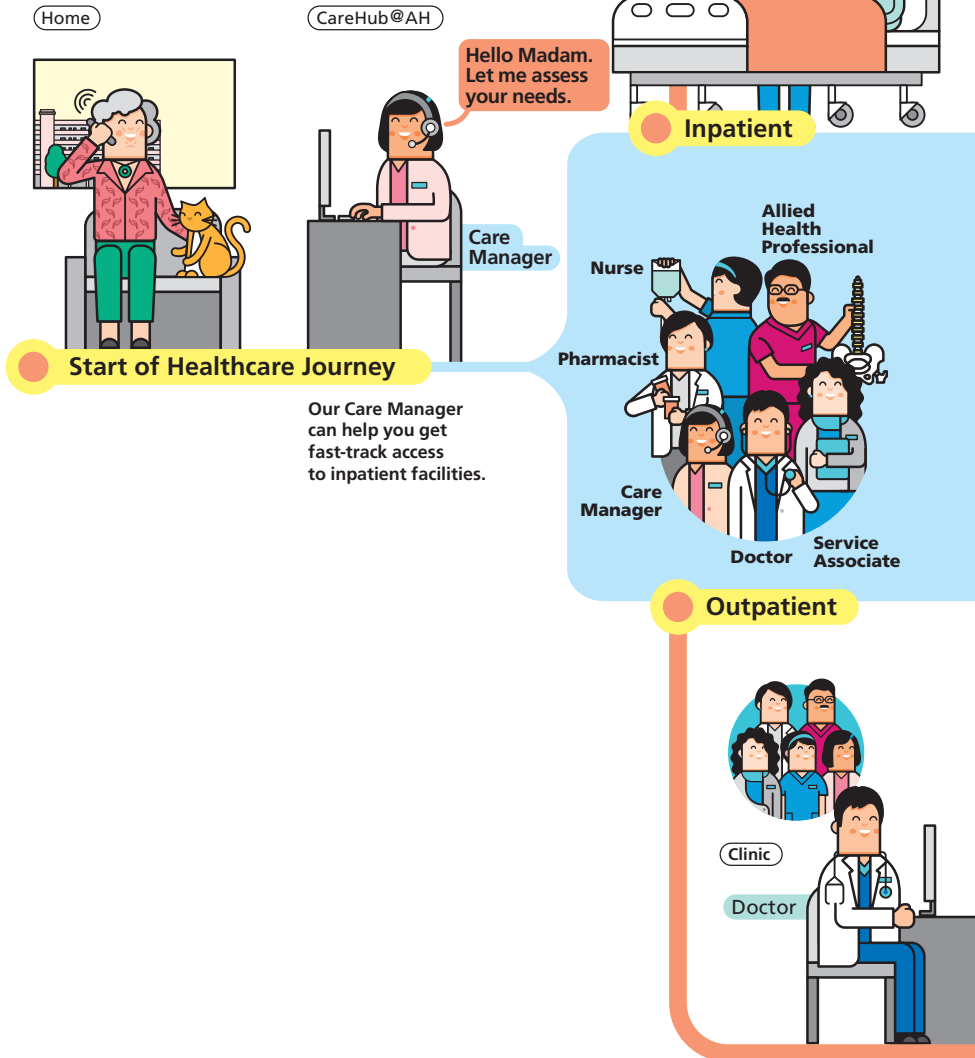 Home
CareHub@AH
Hello Madam.
Let me assess
your needs.
Care
Manager
Start of Healthcare Journey
Our Care Manager
can help you get
fast-track access
to inpatient facilities.
Inpatient
Allied
Health
Professional
Nurse
Pharmacist
Care
Manager
Doctor
Service
Associate
Outpatient
Clinic
Doctor